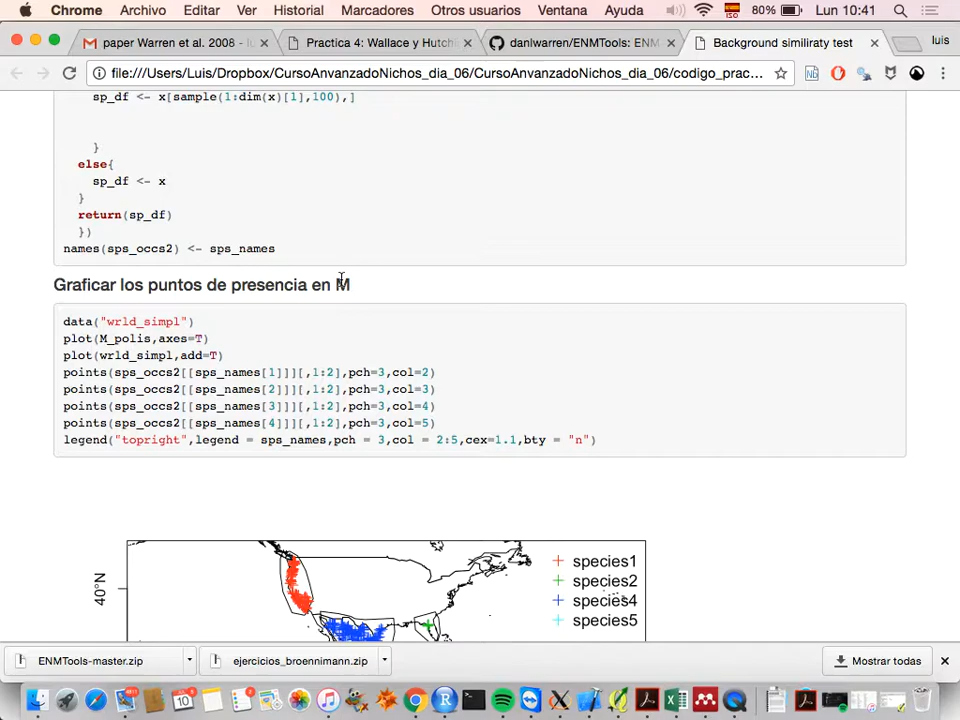 Chrome Archivo Editar Ver Historial Marcadores Otros usuarios Ventana Ayuda ISO 80% Lun 10:41
paper Warren et al. 2008 - Practica 4: Wallace y Hutchi danlwarren/ENMTools: ENM Background similiraty test luis
file:///Users/Luis/Dropbox/CursoAnvanzadoNichos_dia_06/CursoAnvanzadoNichos_dia_06/codigo_prac...
sp_df <- x[sample(1:dim(x)[1],100),]
}
else{
sp_df <- x
}
return(sp_df)
})
names(sps_occs2) <- sps_names
Graficar los puntos de presencia en M
data("wrld_simpl")
plot(M_polis,axes=T)
plot(wrld_simpl,add=T)
points(sps_occs2[[sps_names[1]]][,1:2],pch=3,col=2)
points(sps_occs2[[sps_names[2]]][,1:2],pch=3,col=3)
points(sps_occs2[[sps_names[3]]][,1:2],pch=3,col=4)
points(sps_occs2[[sps_names[4]]][,1:2],pch=3,col=5)
legend("topright",legend = sps_names,pch = 3,col = 2:5,cex=1.1,bty = "n")
species1
species2
40°N
species4
species5
ENMTools-master.zip ejercicios_broennimann.zip Mostrar todas